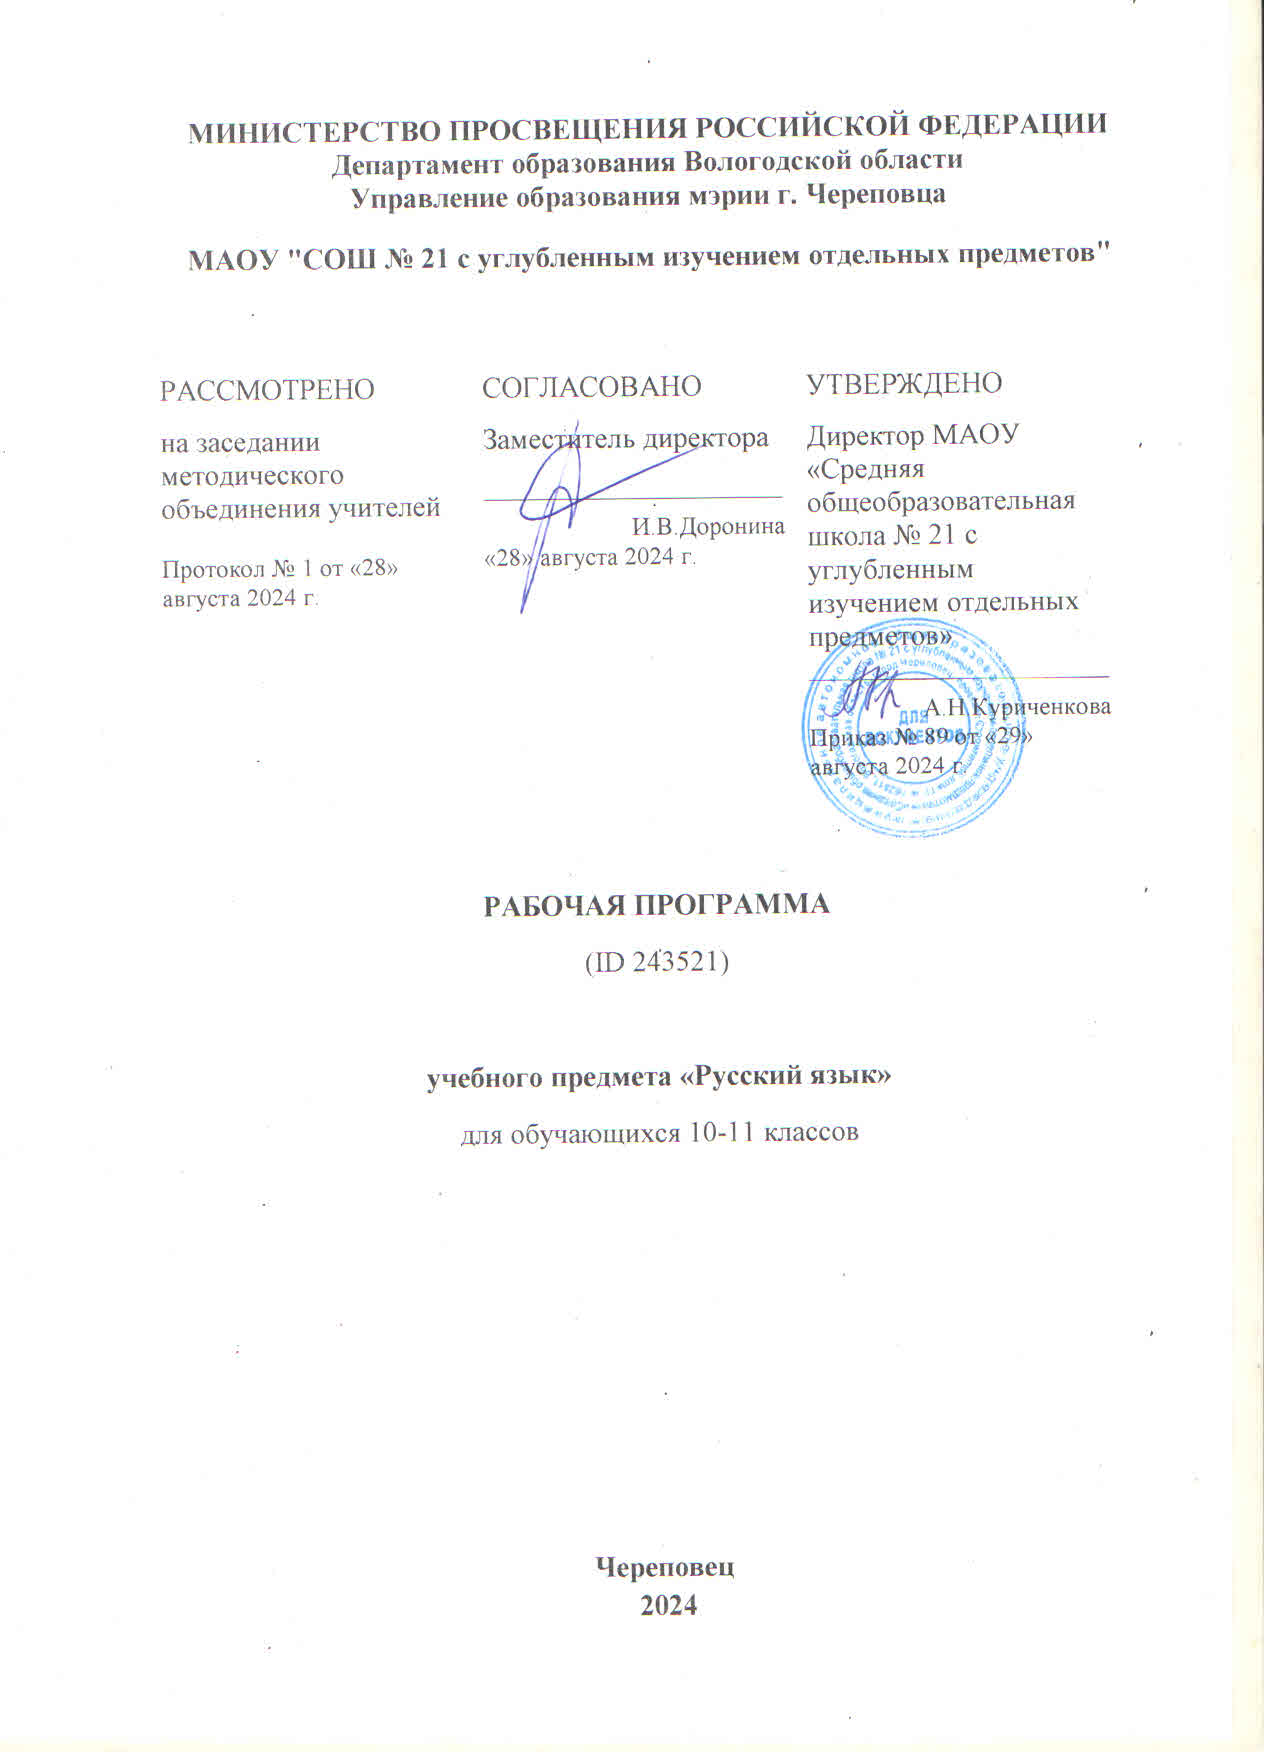 МИНИСТЕРСТВО ПРОСВЕЩЕНИЯ РОССИЙСКОЙ ФЕДЕРАЦИИ
Департамент образования Вологодской области
Управление образования мэрии г. Череповца
МАОУ "СОШ № 21 с углубленным изучением отдельных предметов"
РАССМОТРЕНО
на заседании
методического
объединения учителей
Протокол № 1 от «28»
августа 2024 г.
СОГЛАСОВАНО
Заместитель директора
И.В.Доронина
«28» августа 2024 г.
УТВЕРЖДЕНО
Директор МАОУ
«Средняя
общеобразовательная
школа № 21 с
углубленным
изучением отдельных
предметов»
А.Н.Куриченкова
Приказ № 89 от «29»
августа 2024 г.
ДЛЯ
ДОКУМЕНТОВ
РАБОЧАЯ ПРОГРАММА
(ID 243521)
учебного предмета «Русский язык»
для обучающихся 10-11 классов
Череповец
2024